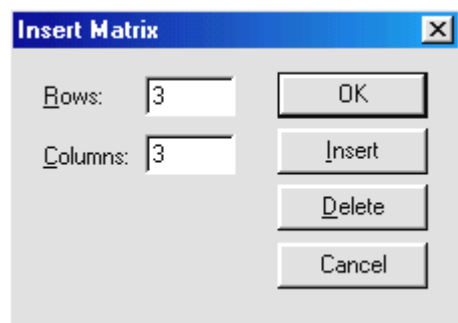 Insert Matrix
Rows: 3
OK
Columns: 3
Insert
Delete
Cancel